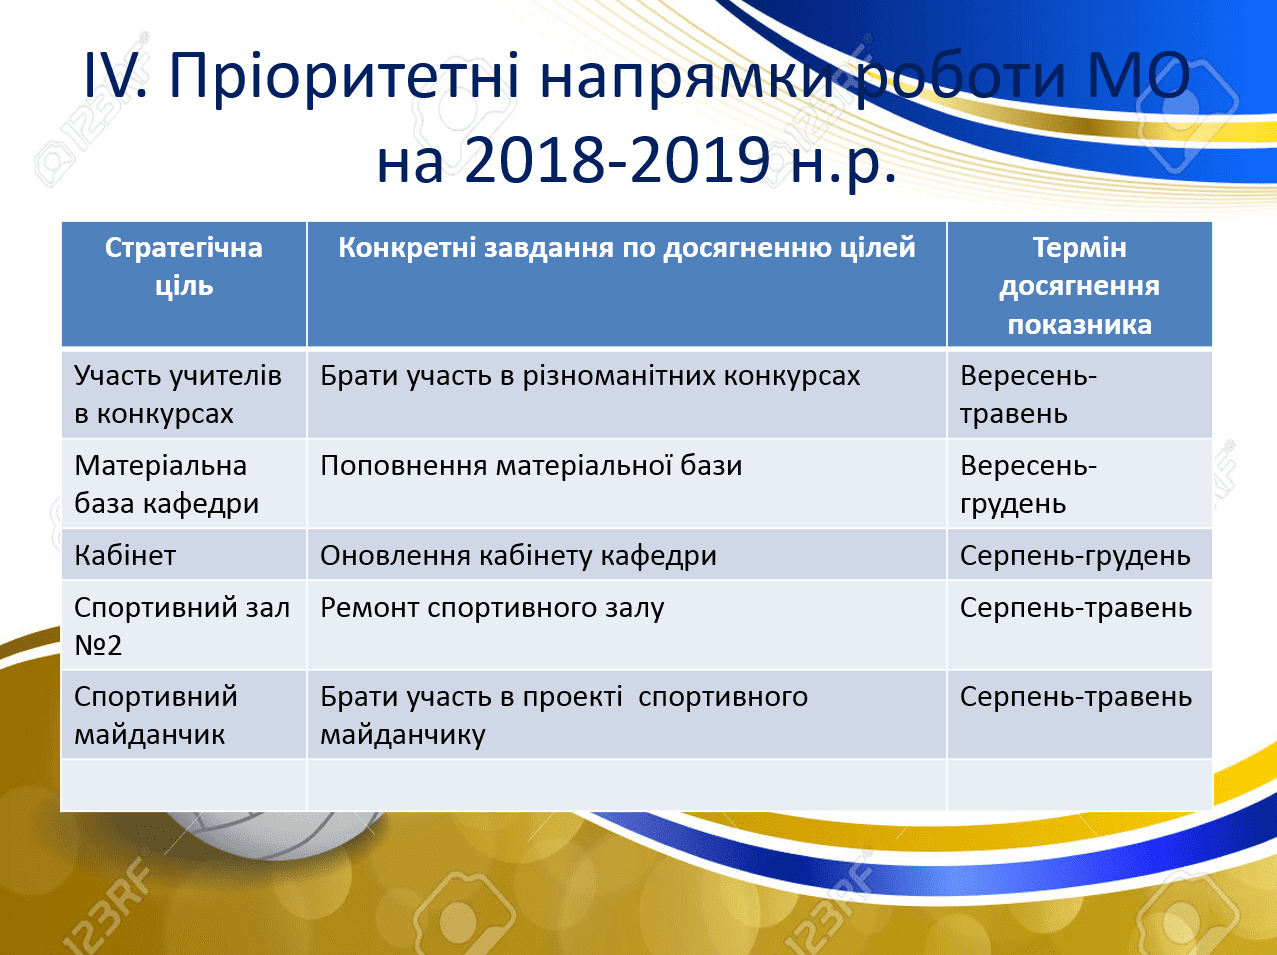 IV. Пріоритетні напрямки роботи МО
на 2018-2019 н.р.
Стратегічна
ціль
Конкретні завдання по досягненню цілей
Термін
досягнення
показника
Участь учителів
в конкурсах
Брати участь в різноманітних конкурсах
Вересень-
травень
Матеріальна
база кафедри
Поповнення матеріальної бази
Вересень-
грудень
Кабінет
Оновлення кабінету кафедри
Серпень-грудень
Спортивний зал
№2
Ремонт спортивного залу
Серпень-травень
Спортивний
майданчик
Брати участь в проекті  спортивного
майданчику
Серпень-травень
123RF
123RF
123RF
123RF